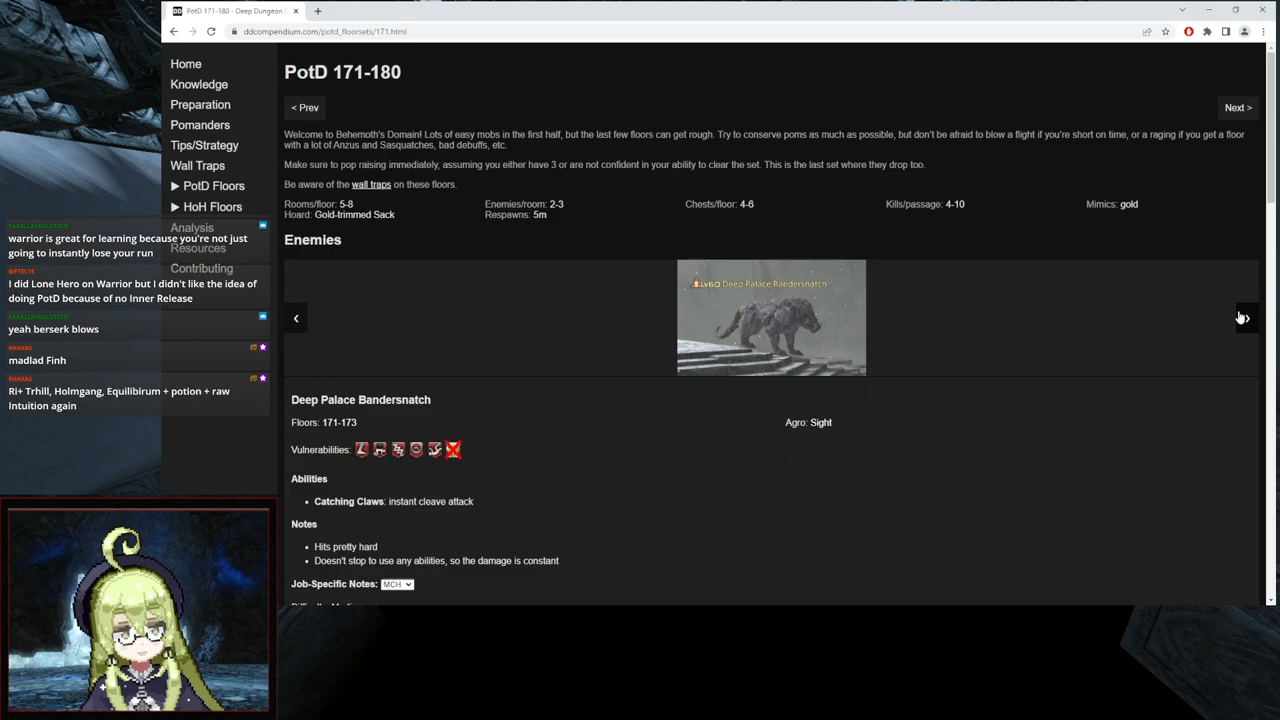 PotD 171-180 - Deep Dungeon C
ddcompendium.com/potd_floorsets/171.html
Home
Knowledge
Preparation
Pomanders
Tips/Strategy
Wall Traps
▶ PotD Floors
▶ HoH Floors
Analysis
Resources
Contributing
PARALLAXSOLUTION
warrior is great for learning because you're not just
going to instantly lose your run
I did Lone Hero on Warrior but I didn't like the idea of
doing PotD because of no Inner Release
PARALLAXSOLUTION
yeah berserk blows
RHAXAS
madlad Finh
RHAXAS
Ri+ Trhill, Holmgang, Equilibirum + potion + raw
Intuition again
PotD 171-180
< Prev
Next >
Welcome to Behemoth's Domain! Lots of easy mobs in the first half, but the last few floors can get rough. Try to conserve poms as much as possible, but don't be afraid to blow a flight if you're short on time, or a raging if you get a floor
with a lot of Anzus and Sasquatches, bad debuffs, etc.
Make sure to pop raising immediately, assuming you either have 3 or are not confident in your ability to clear the set. This is the last set where they drop too.
Be aware of the wall traps on these floors.
Rooms/floor: 5-8 Enemies/room: 2-3 Chests/floor: 4-6 Kills/passage: 4-10 Mimics: gold
Hoard: Gold-trimmed Sack Respawns: 5m
Enemies
Lv60 Deep Palace Bandersnatch
Deep Palace Bandersnatch
Floors: 171-173 Agro: Sight
Vulnerabilities:
Abilities
• Catching Claws: instant cleave attack
Notes
• Hits pretty hard
• Doesn't stop to use any abilities, so the damage is constant
Job-Specific Notes: MCH